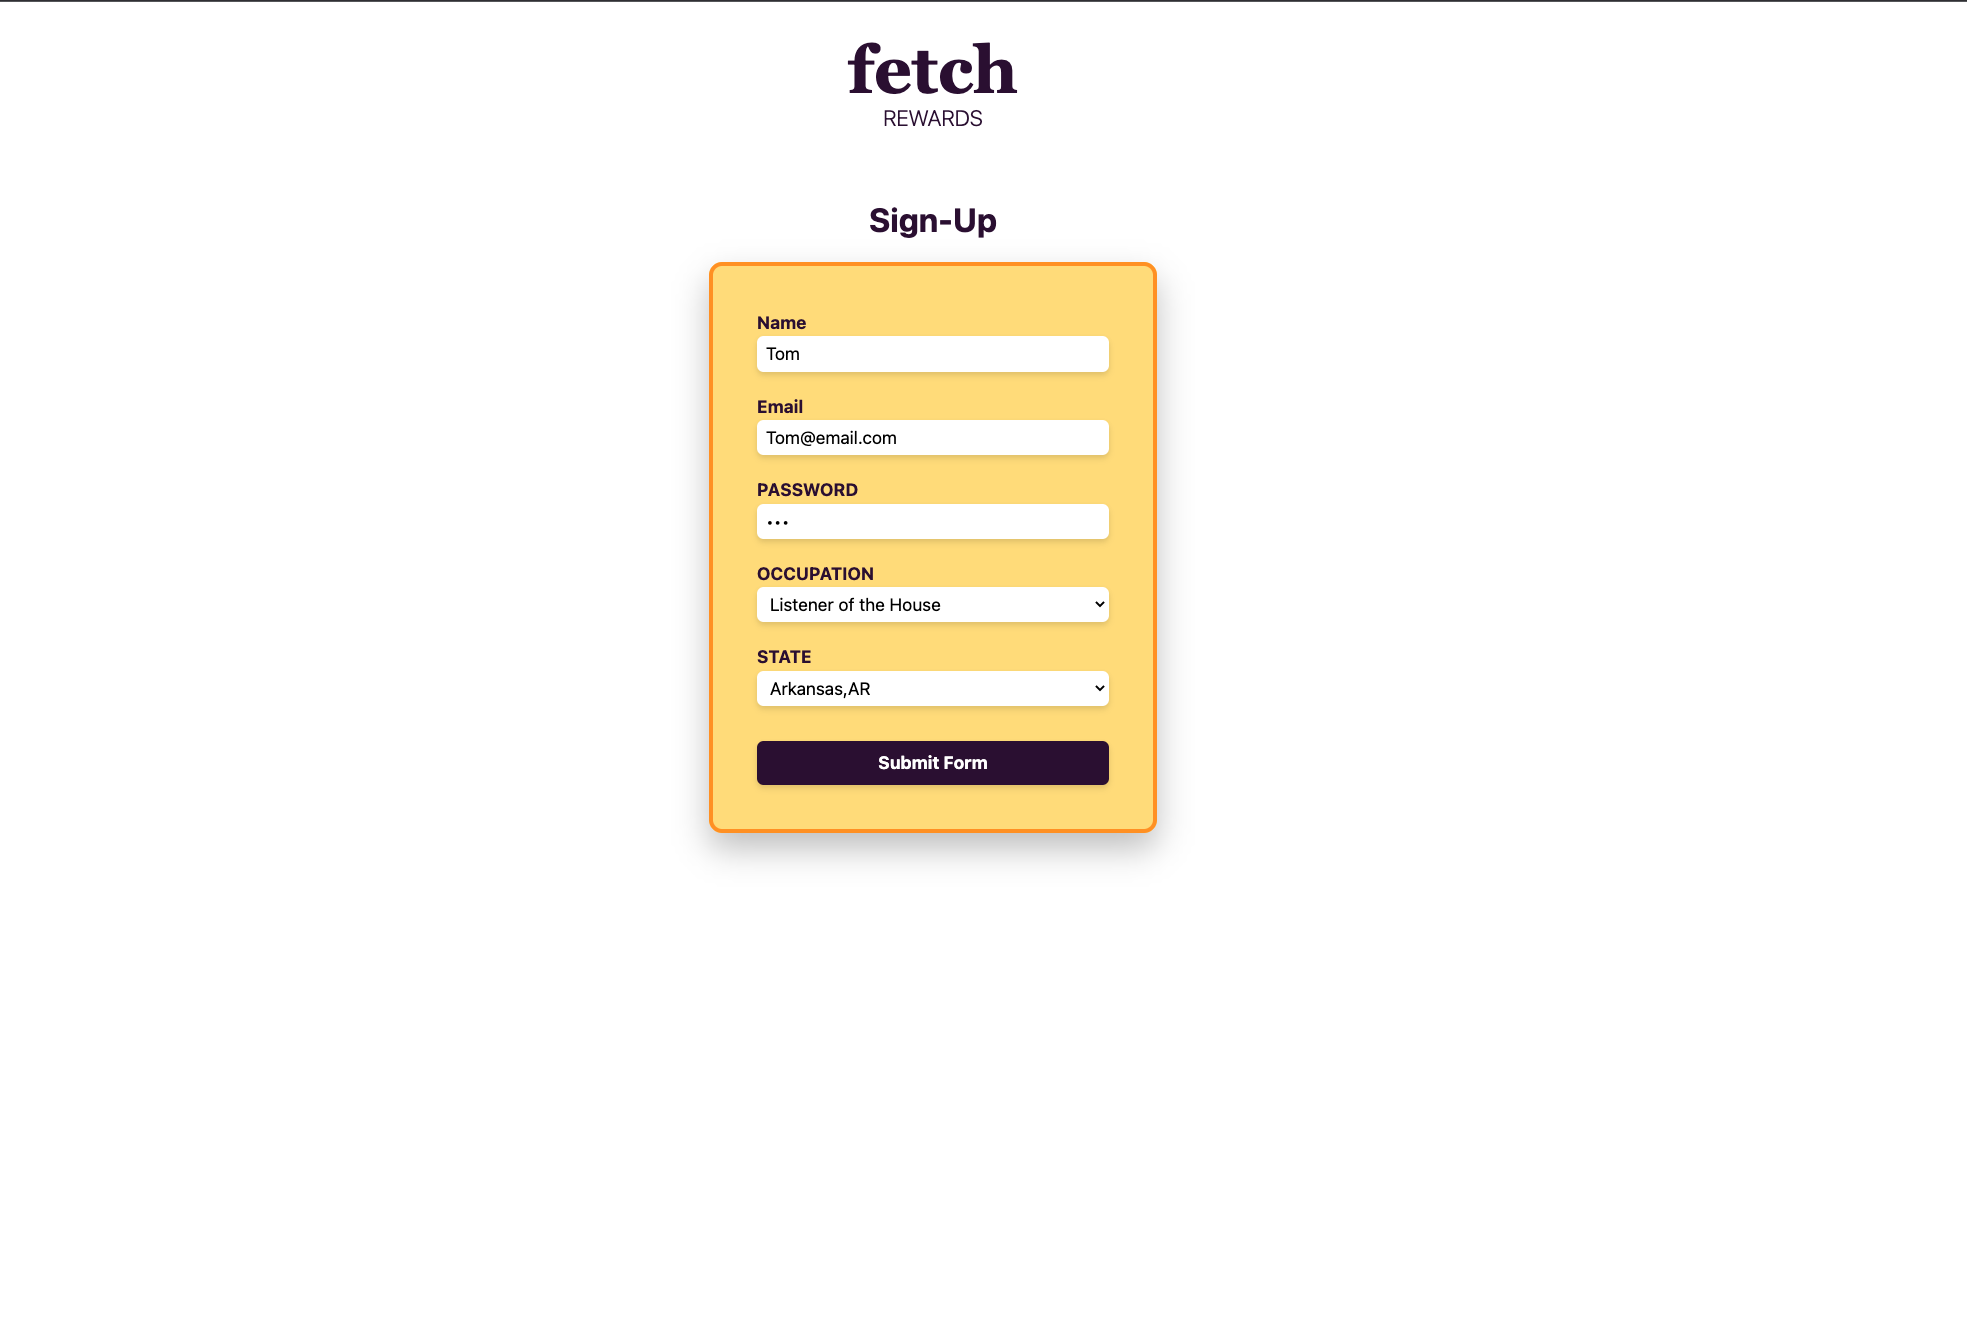 fetch
REWARDS
Sign-Up
Name
Tom
Email
Tom@email.com
PASSWORD
•••
OCCUPATION
Listener of the House
STATE
Arkansas,AR
Submit Form